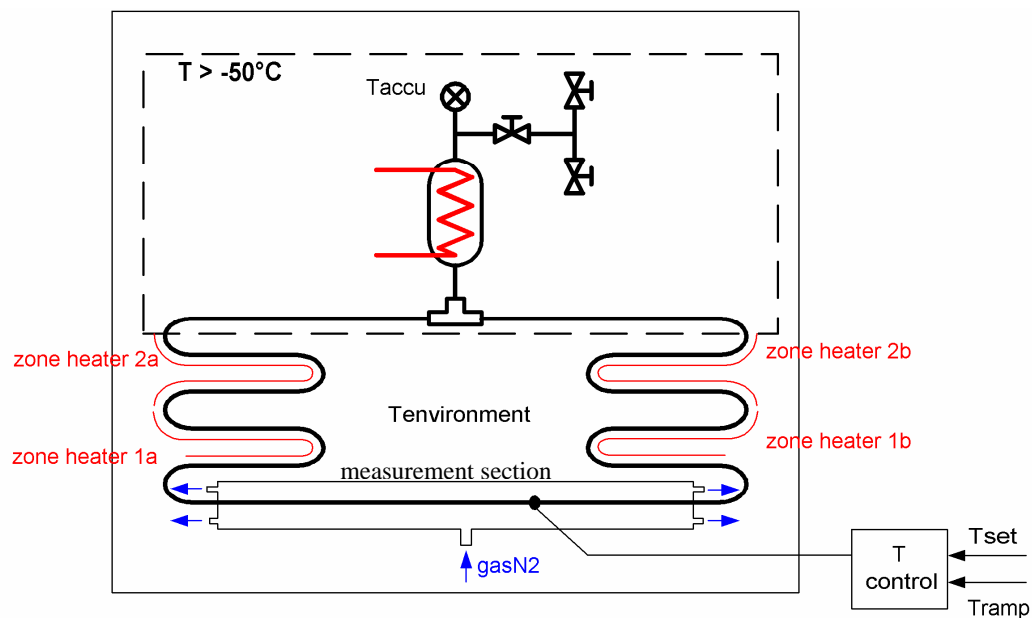 T > -50°C
Taccu
zone heater 2a
zone heater 2b
Tenvironment
zone heater 1a
zone heater 1b
measurement section
gasN2
T
control
Tset
Tramp